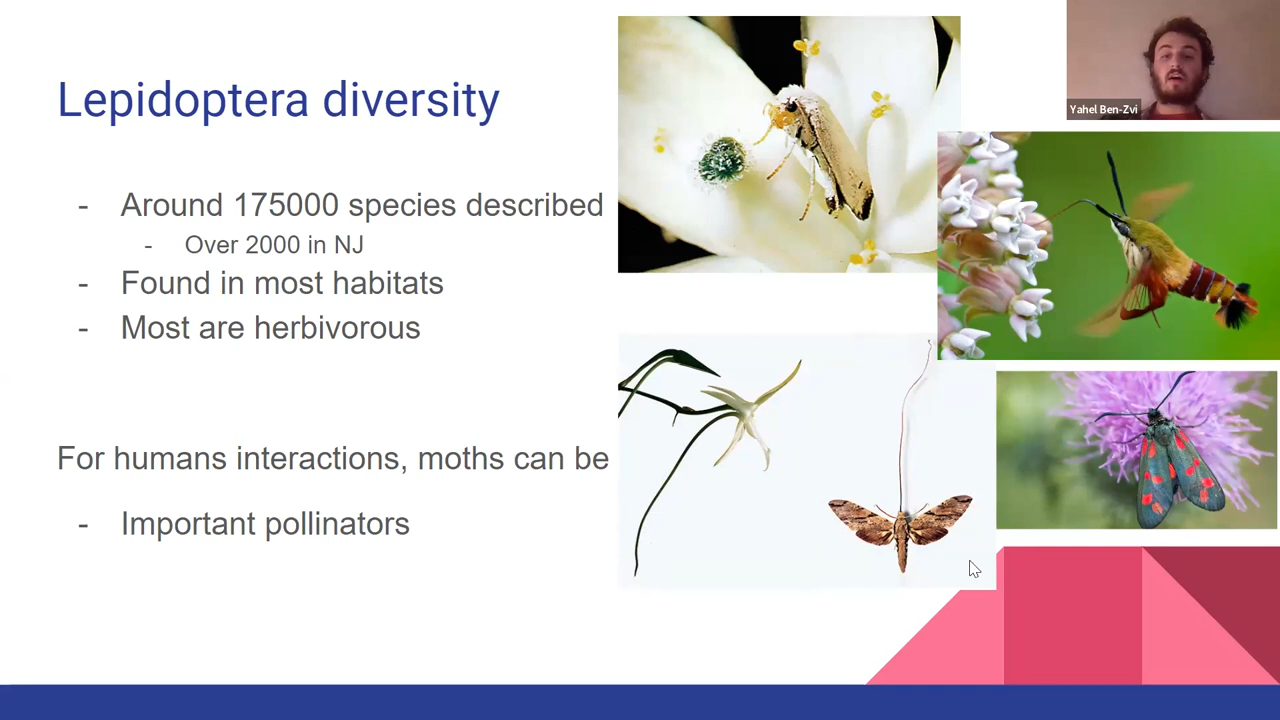 Lepidoptera diversity
- Around 175000 species described
- Over 2000 in NJ
- Found in most habitats
- Most are herbivorous
For humans interactions, moths can be
- Important pollinators
Yahel Ben-Zvi